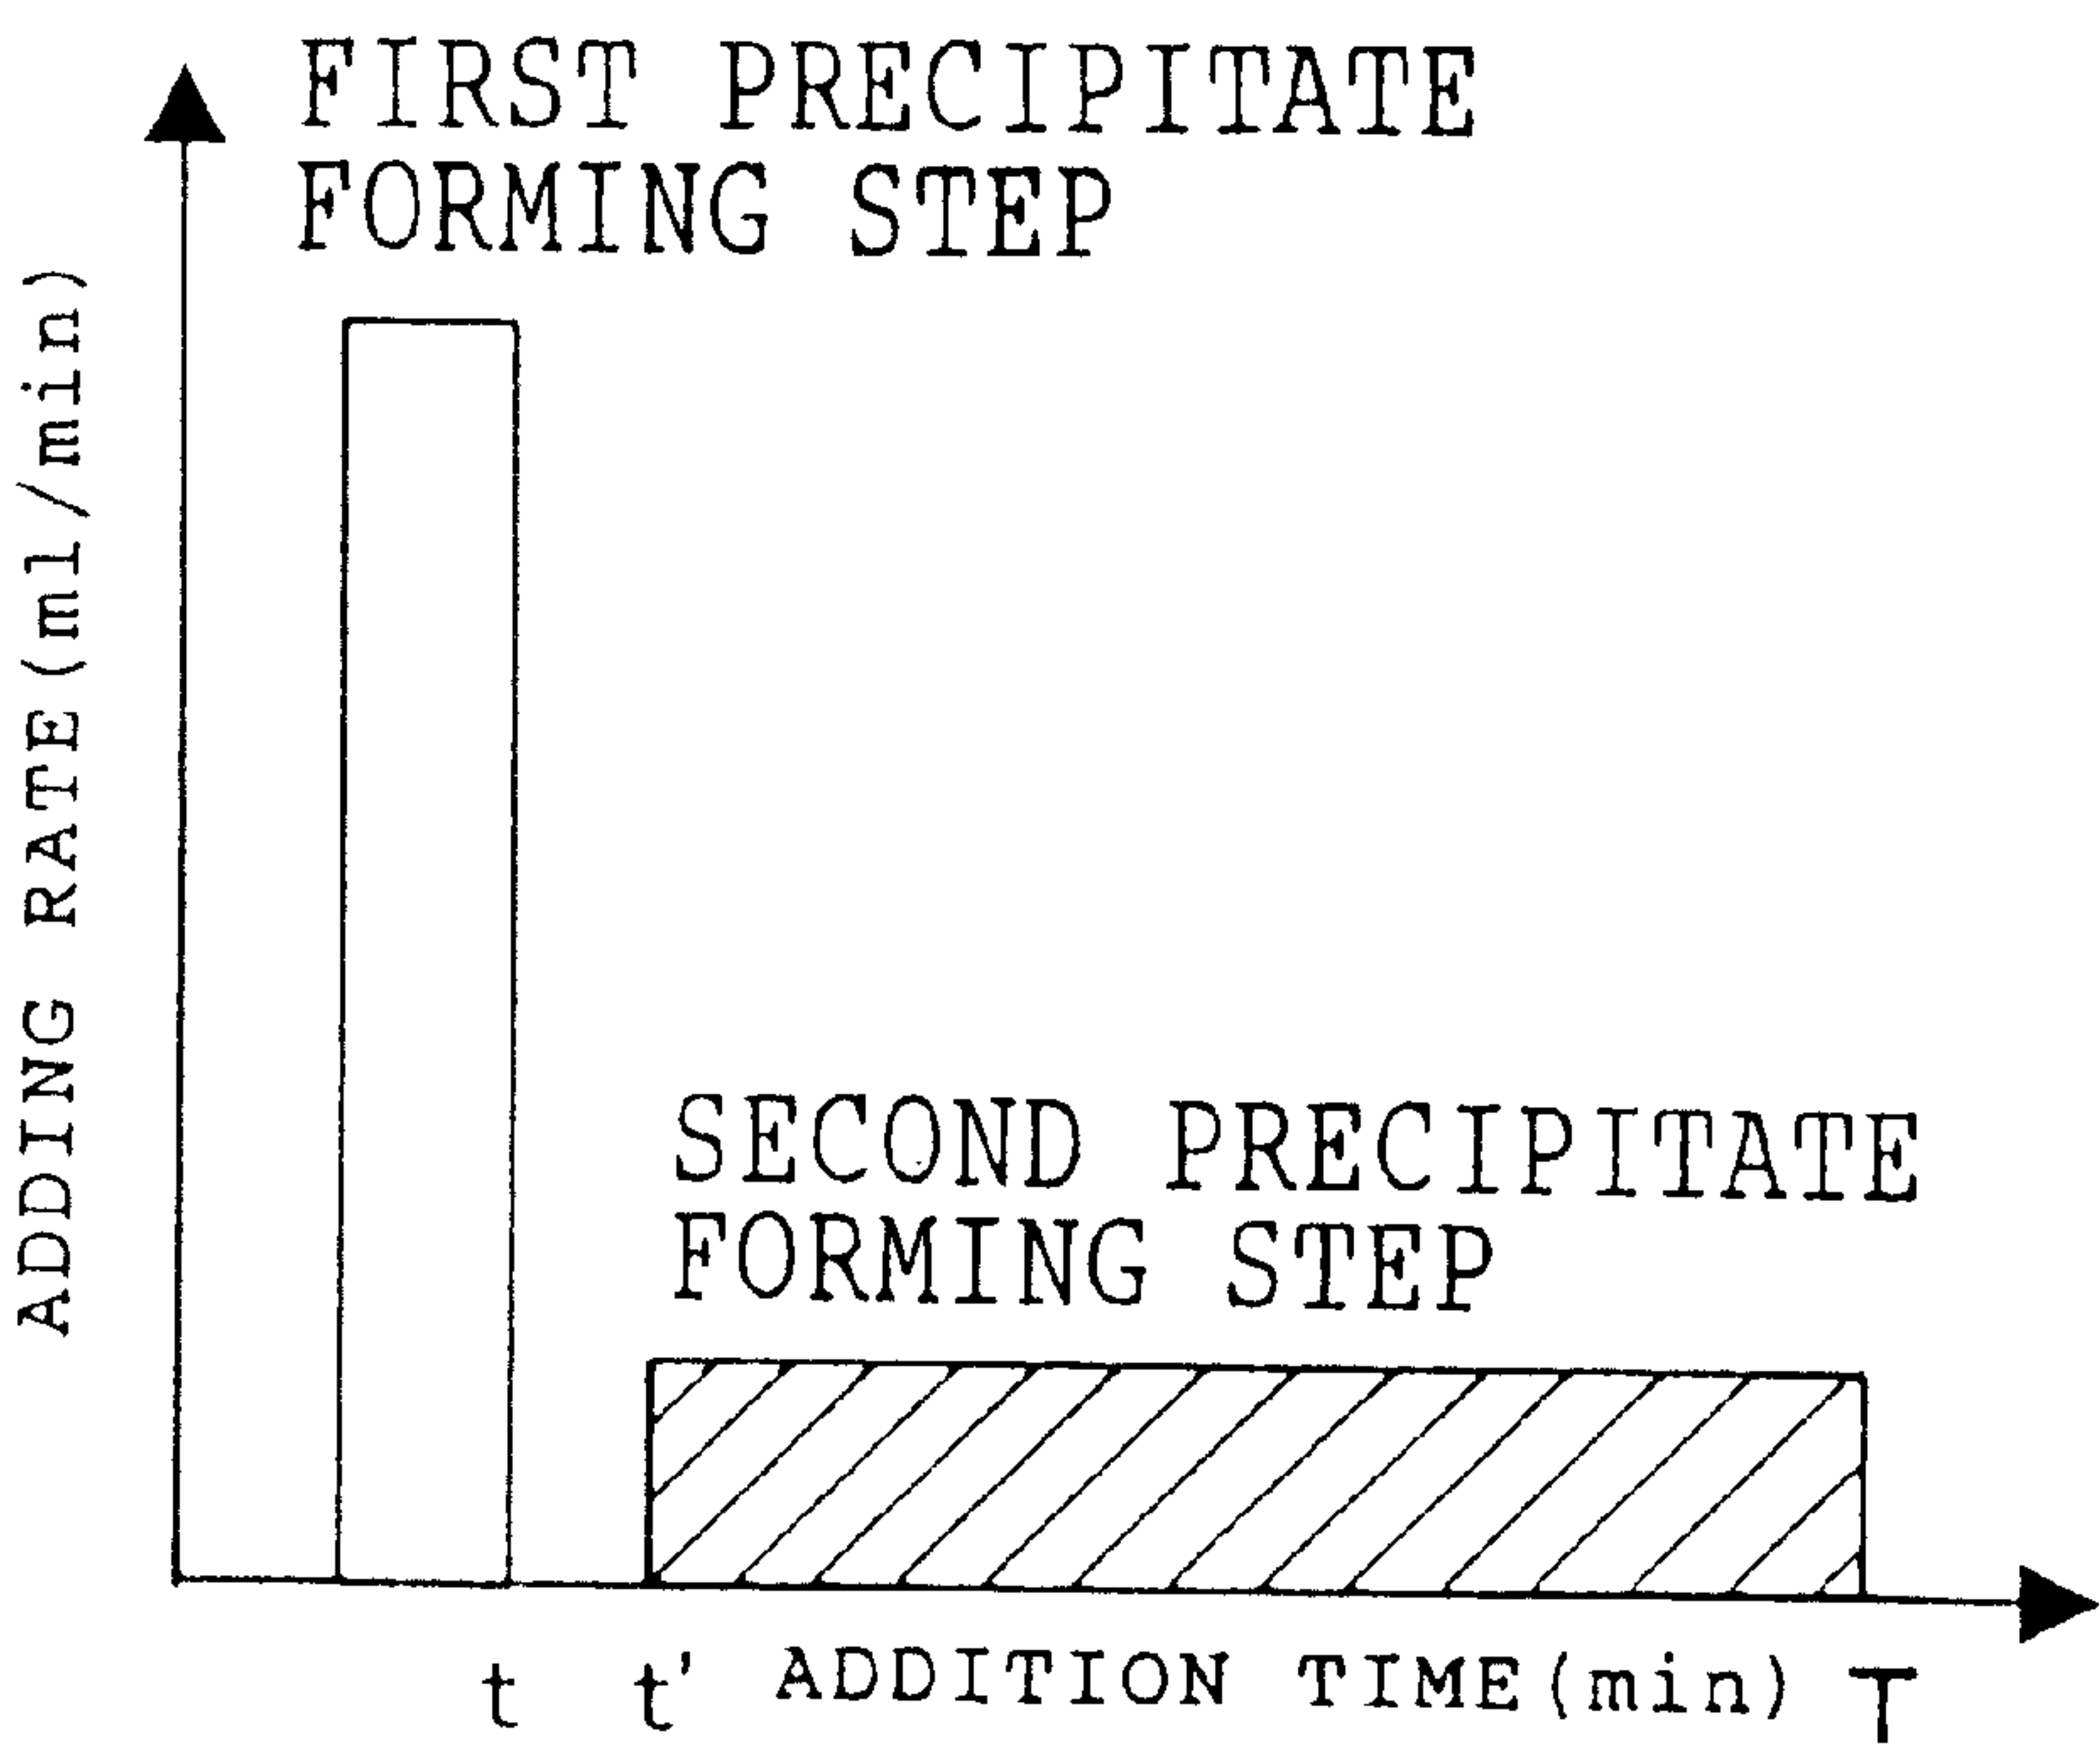 FIRST PRECIPITATE
FORMING STEP
ADDING RATE(ml/min)
SECOND PRECIPITATE
FORMING STEP
t t' ADDITION TIME(min) T